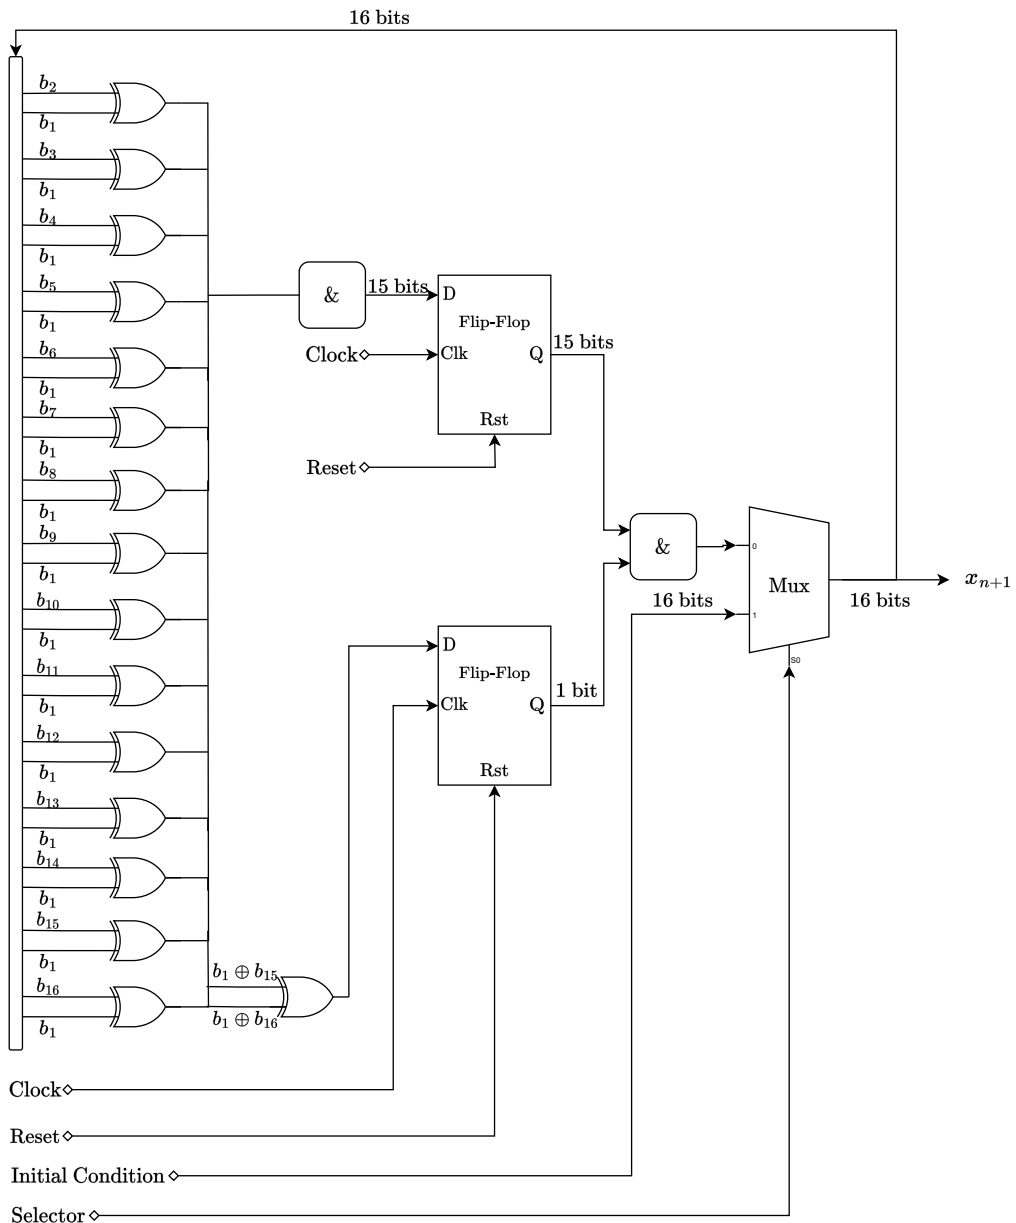 16 bits
b₂
b₁
b₃
b₁
b₄
b₁
b₅
b₁
b₆
b₁
b₇
b₁
b₈
b₁
b₉
b₁
b₁₀
b₁
b₁₁
b₁
b₁₂
b₁
b₁₃
b₁
b₁₄
b₁
b₁₅
b₁
b₁₆
b₁
b₁ ⊕ b₁₅
b₁ ⊕ b₁₆
&
15 bits
D
Flip-Flop
Clock
Clk
Q
15 bits
Rst
Reset
&
D
Flip-Flop
Clk
Q
1 bit
Rst
16 bits
0
Mux
1
S0
16 bits
xₙ₊₁
Clock
Reset
Initial Condition
Selector